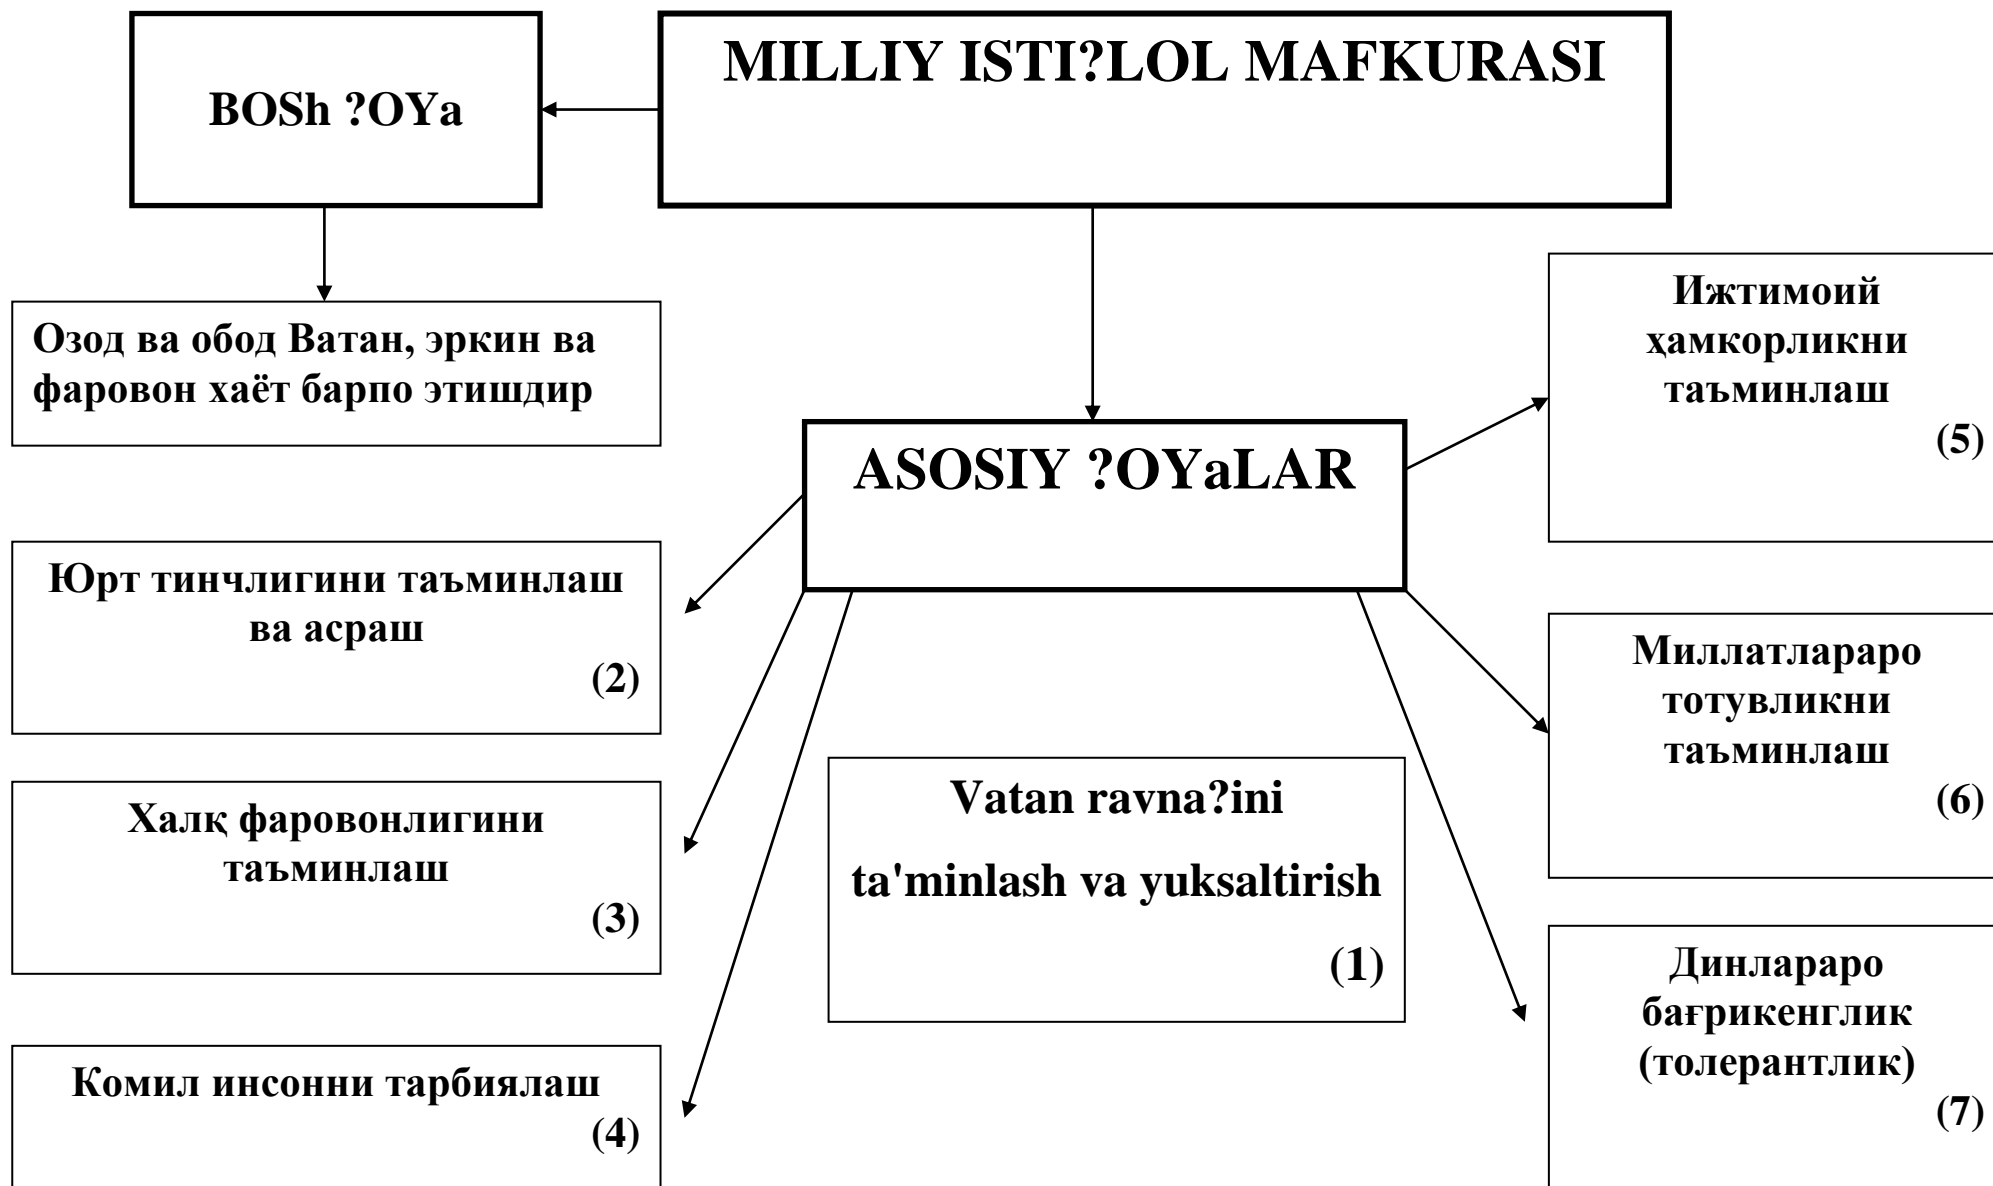 MILLIY ISTI?LOL MAFKURASI
BOSh ?OYa
Озод ва обод Ватан, эркин ва
фаровон хаёт барпо этишдир
ASOSIY ?OYaLAR
Vatan ravna?ini
ta'minlash va yuksaltirish
(1)
Юрт тинчлигини таъминлаш
ва асраш
(2)
Халқ фаровонлигини
таъминлаш
(3)
Комил инсонни тарбиялаш
(4)
Ижтимоий
ҳамкорликни
таъминлаш
(5)
Миллатлараро
тотувликни
таъминлаш
(6)
Динлараро
бағрикенглик
(толерантлик)
(7)